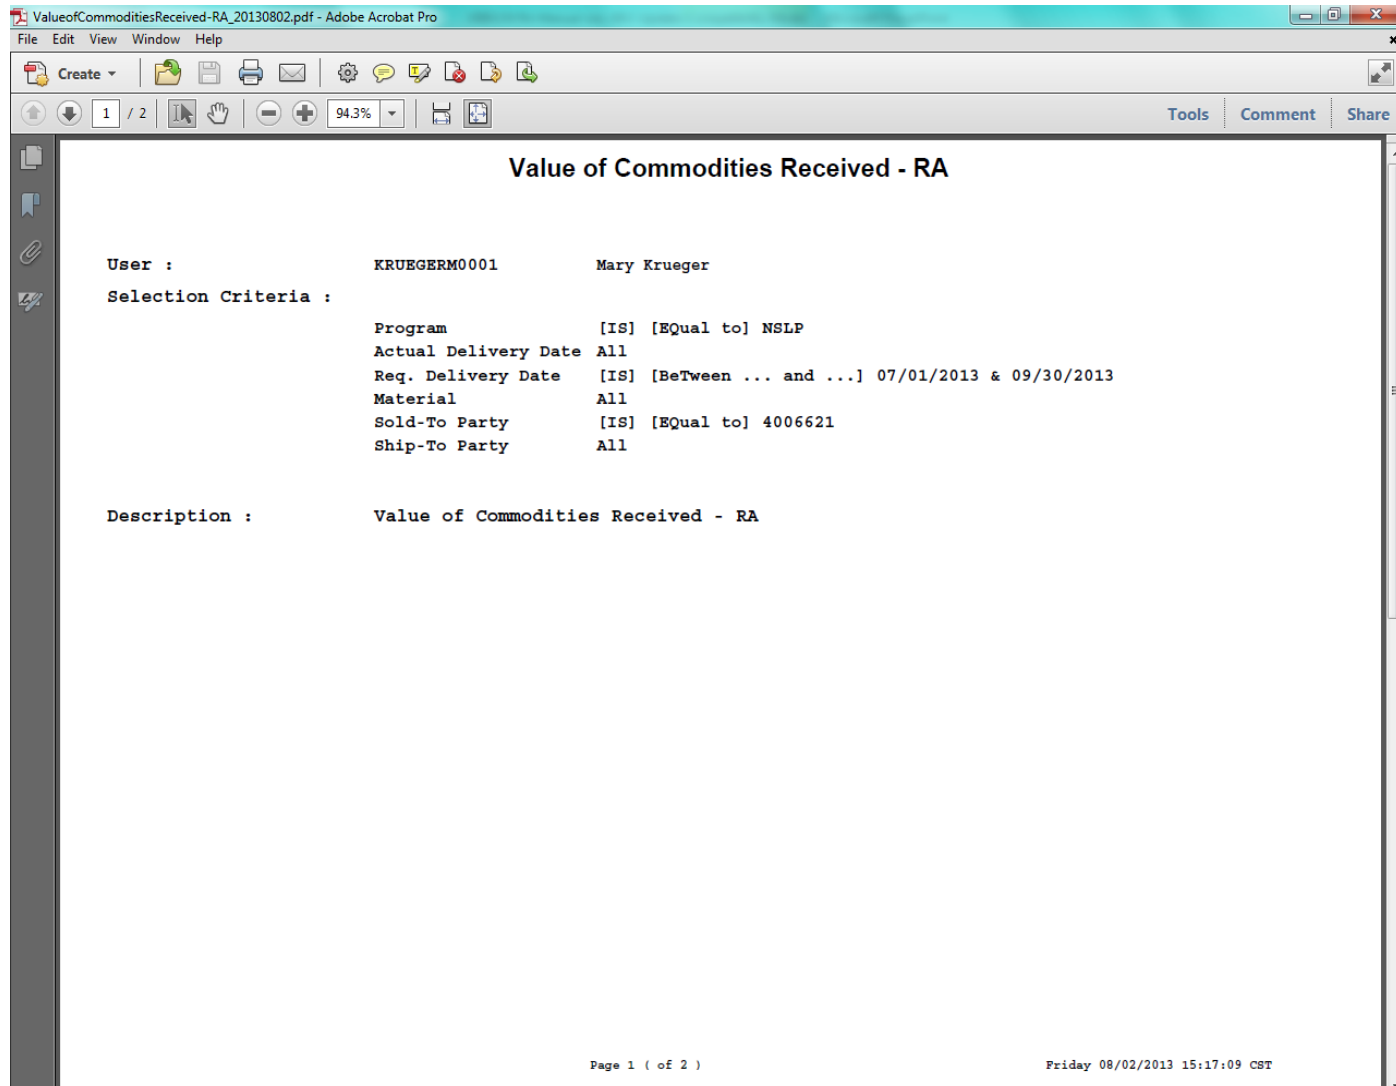 ValueofCommoditiesReceived-RA_20130802.pdf - Adobe Acrobat Pro
File Edit View Window Help
Create
1 / 2 94.3% Tools Comment Share
Value of Commodities Received - RA
User : KRUEGERM0001 Mary Krueger
Selection Criteria :
Program [IS] [EQual to] NSLP
Actual Delivery Date All
Req. Delivery Date [IS] [BeTween ... and ...] 07/01/2013 & 09/30/2013
Material All
Sold-To Party [IS] [EQual to] 4006621
Ship-To Party All
Description : Value of Commodities Received - RA
Page 1 ( of 2 ) Friday 08/02/2013 15:17:09 CST